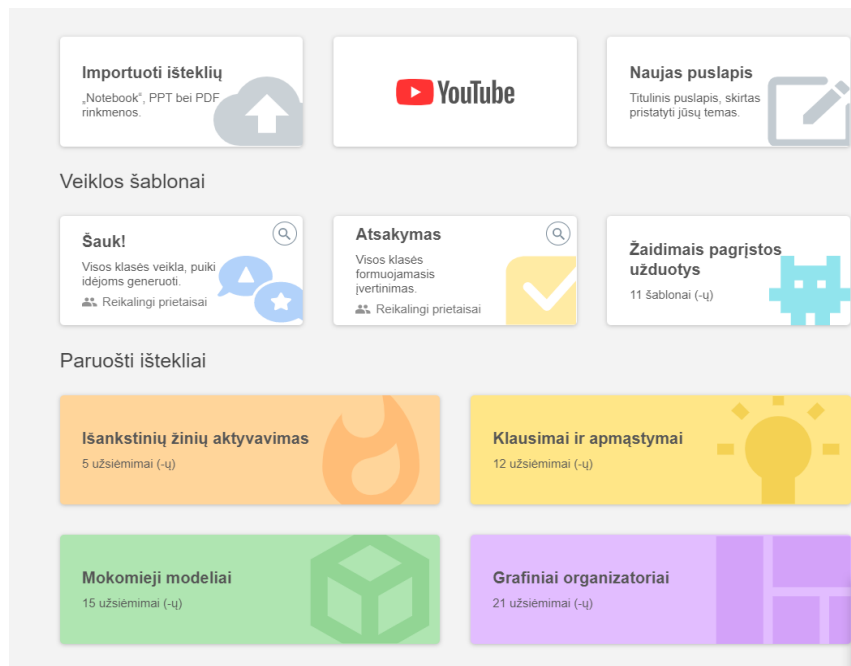 Importuoti išteklių
„Notebook“, PPT bei PDF
rinkmenos.
YouTube
Naujas puslapis
Titulinis puslapis, skirtas
pristatyti jūsų temas.
Veiklos šablonai
Šauk!
Visos klasės veikla, puiki
idėjoms generuoti.
Reikalingi prietaisai
Atsakymas
Visos klasės
formuojamasis
įvertinimas.
Reikalingi prietaisai
Žaidimais pagrįstos
užduotys
11 šablonai (-ų)
Paruošti ištekliai
Išankstinių žinių aktyvavimas
5 užsiėmimai (-ų)
Klausimai ir apmąstymai
12 užsiėmimai (-ų)
Mokomieji modeliai
15 užsiėmimai (-ų)
Grafiniai organizatoriai
21 užsiėmimai (-ų)